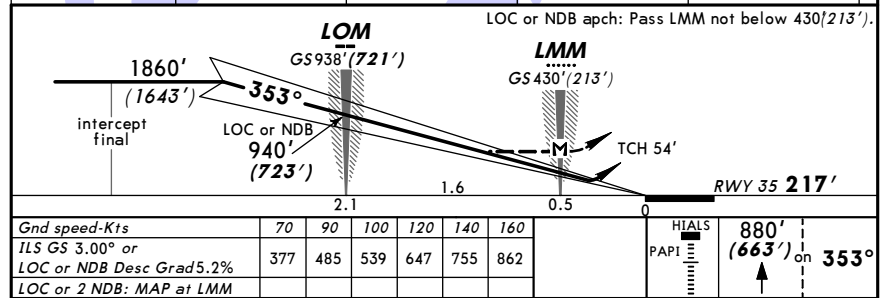 LOC or NDB apch: Pass LMM not below 430(213').
LOM
GS938'(721')
LMM
GS430'(213')
1860'
(1643')
353°
intercept
final
LOC or NDB
940'
(723')
M
TCH 54'
1.6
RWY 35 217'
2.1
0.5
0
Gnd speed-Kts 70 90 100 120 140 160
ILS GS 3.00° or
LOC or NDB Desc Grad5.2% 377 485 539 647 755 862
LOC or 2 NDB: MAP at LMM
HIALS
PAPI
880'
(663') on 353°